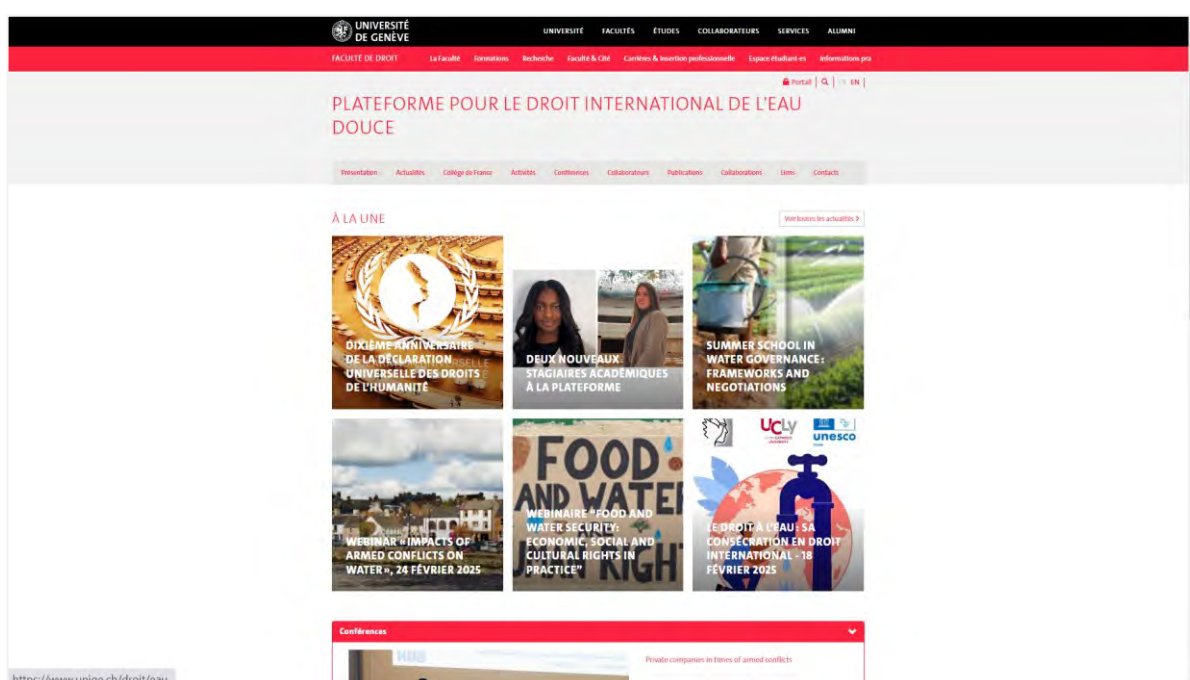 UNIVERSITÉ
DE GENÈVE
UNIVERSITÉ FACULTÉS ÉTUDES COLLABORATEURS SERVICES ALUMNI
FACULTÉ DE DROIT La Faculté Formations Recherche Faculté & Cité Carrières & Insertion professionnelle Espace étudiant-es Informations pra
Portail EN
PLATEFORME POUR LE DROIT INTERNATIONAL DE L'EAU
DOUCE
Présentation Actualités Collège de France Activités Conférences Collaborateurs Publications Collaborations Liens Contacts
À LA UNE
Voir toutes les actualités >
DIXIÈME ANNIVERSAIRE
DE LA DÉCLARATION
UNIVERSELLE DES DROITS
DE L'HUMANITÉ
DEUX NOUVEAUX
STAGIAIRES ACADÉMIQUES
À LA PLATEFORME
SUMMER SCHOOL IN
WATER GOVERNANCE:
FRAMEWORKS AND
NEGOTIATIONS
WEBINAR «IMPACTS OF
ARMED CONFLICTS ON
WATER», 24 FÉVRIER 2025
FOOD
AND WATER
WEBINAIRE "FOOD AND
WATER SECURITY:
ECONOMIC, SOCIAL AND
CULTURAL RIGHTS IN
PRACTICE"
UCLy
unesco
LE DROIT À L'EAU: SA
CONSÉCRATION EN DROIT
INTERNATIONAL - 18
FÉVRIER 2025
Conférences
Private companies in times of armed conflicts
https://www.unige.ch/droit/eau